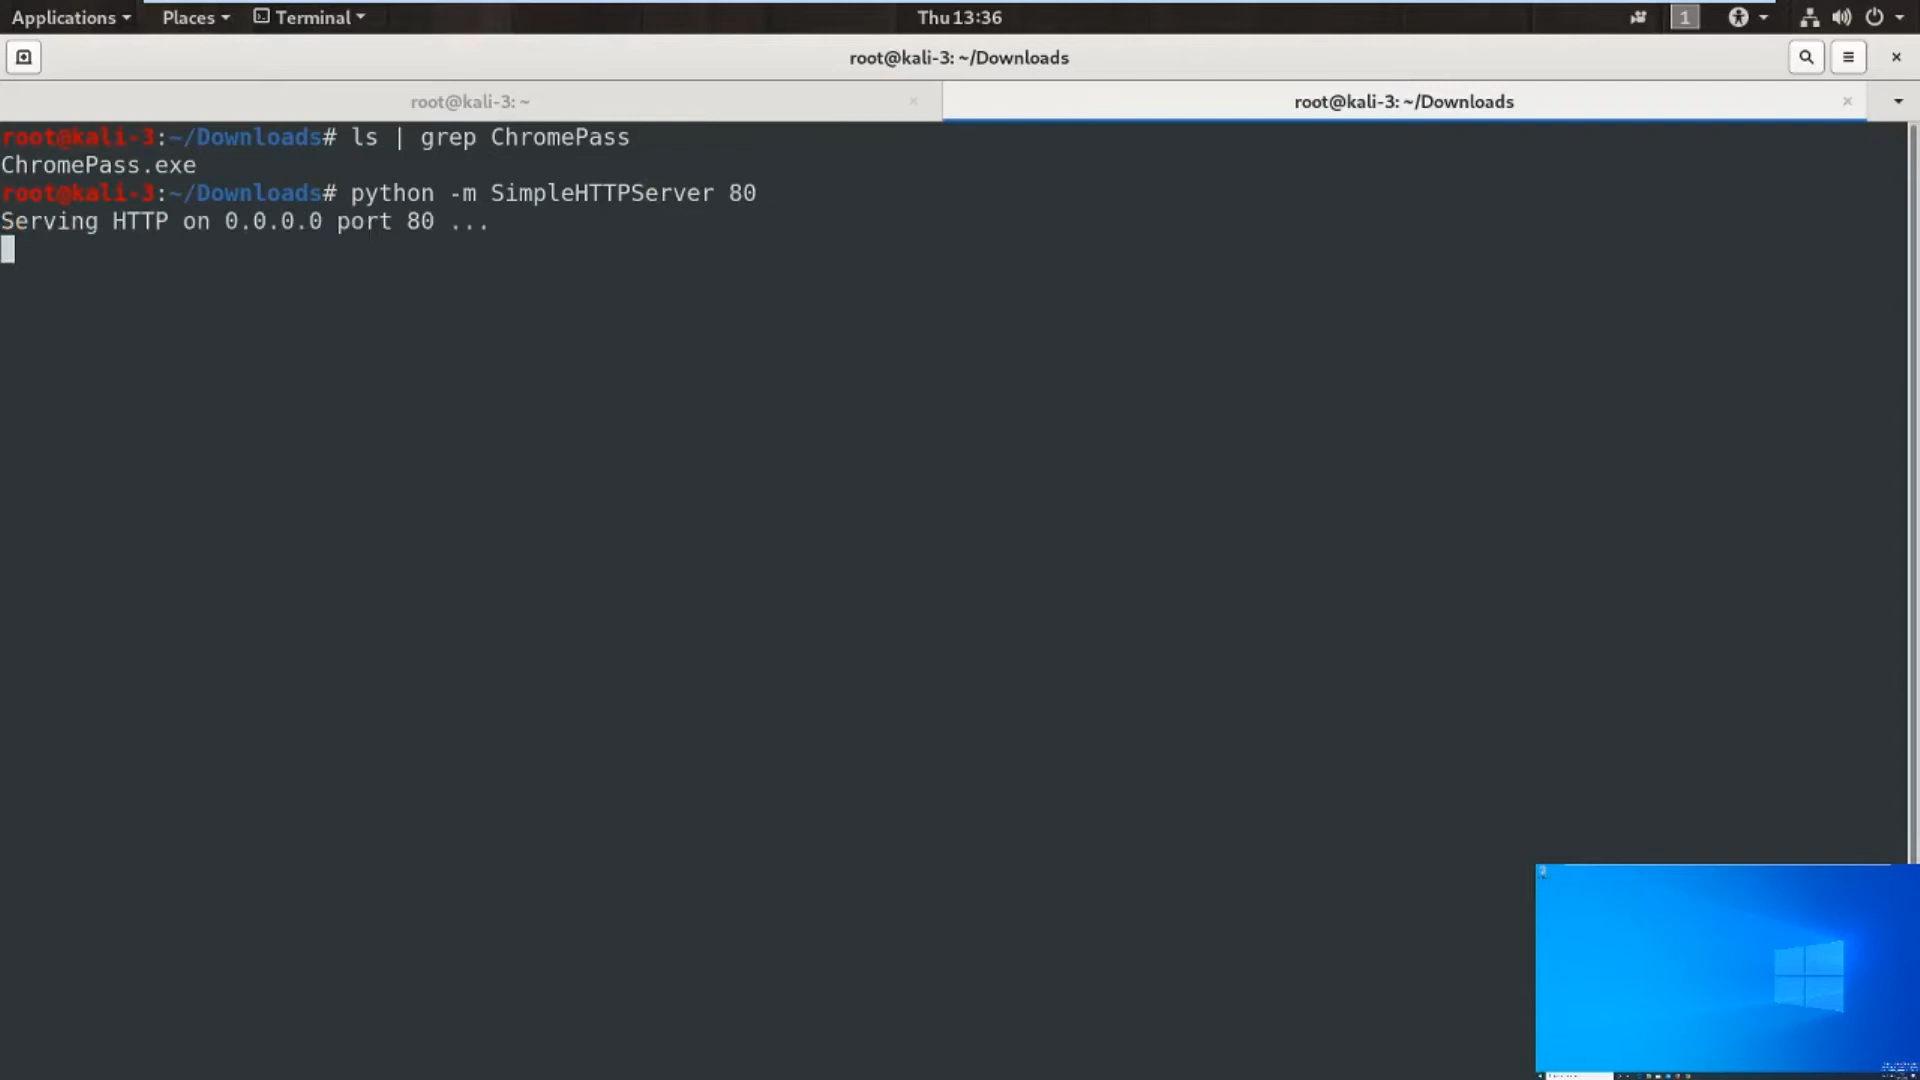 Applications Places Terminal Thu 13:36 1
root@kali-3: ~/Downloads
root@kali-3: ~ root@kali-3: ~/Downloads
root@kali-3:~/Downloads# ls | grep ChromePass
ChromePass.exe
root@kali-3:~/Downloads# python -m SimpleHTTPServer 80
Serving HTTP on 0.0.0.0 port 80 ...